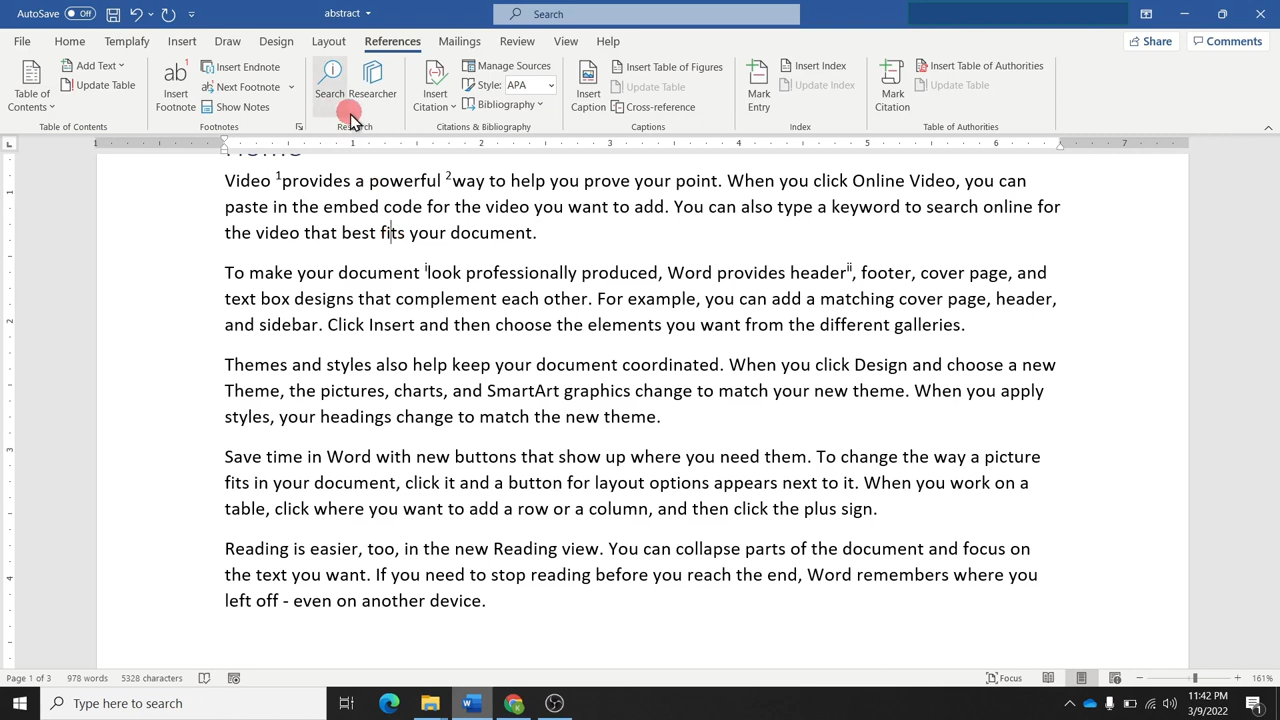 AutoSave Off abstract Search
File Home Templafy Insert Draw Design Layout References Mailings Review View Help Share Comments
Table of Contents Add Text Update Table
Table of Contents
Insert Footnote Insert Endnote Next Footnote Show Notes
Footnotes
Search Researcher
Research
Insert Citation Manage Sources Style: APA Bibliography
Citations & Bibliography
Insert Caption Insert Table of Figures Update Table Cross-reference
Captions
Mark Entry Insert Index Update Index
Index
Mark Citation Insert Table of Authorities Update Table
Table of Authorities
1 1 2 3 4 5 6 7
Video ¹provides a powerful ²way to help you prove your point. When you click Online Video, you can
paste in the embed code for the video you want to add. You can also type a keyword to search online for
the video that best fits your document.
To make your document ⁱlook professionally produced, Word provides headerⁱⁱ, footer, cover page, and
text box designs that complement each other. For example, you can add a matching cover page, header,
and sidebar. Click Insert and then choose the elements you want from the different galleries.
Themes and styles also help keep your document coordinated. When you click Design and choose a new
Theme, the pictures, charts, and SmartArt graphics change to match your new theme. When you apply
styles, your headings change to match the new theme.
Save time in Word with new buttons that show up where you need them. To change the way a picture
fits in your document, click it and a button for layout options appears next to it. When you work on a
table, click where you want to add a row or a column, and then click the plus sign.
Reading is easier, too, in the new Reading view. You can collapse parts of the document and focus on
the text you want. If you need to stop reading before you reach the end, Word remembers where you
left off - even on another device.
1
2
3
4
Page 1 of 3 978 words 5328 characters Focus 161%
Type here to search 11:42 PM
3/9/2022